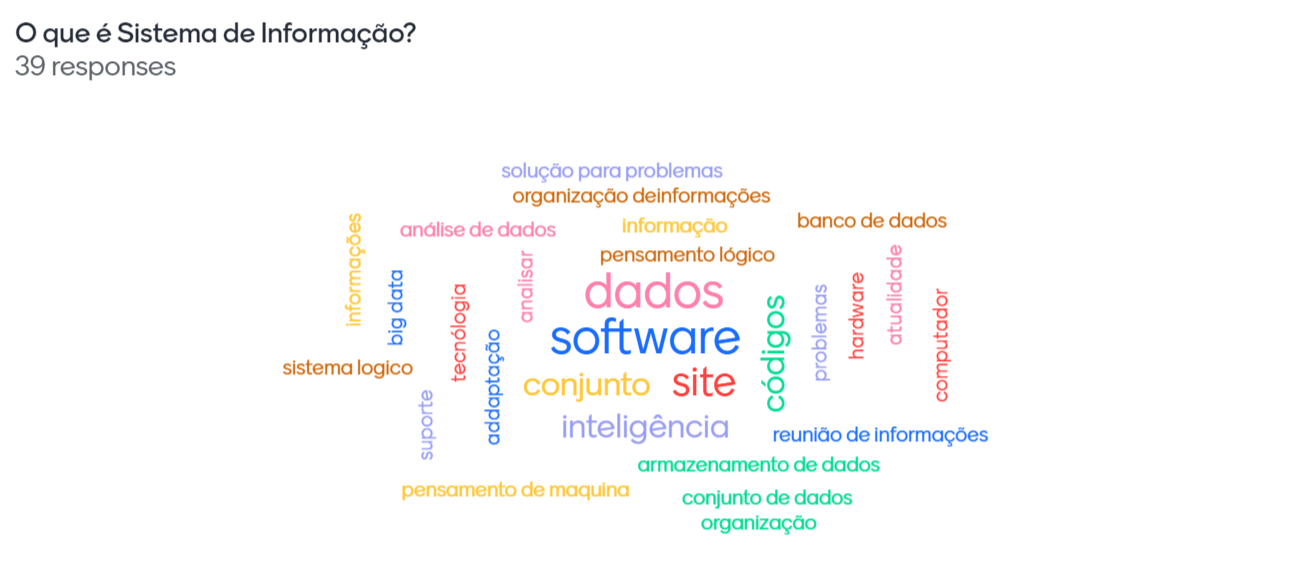 O que é Sistema de Informação?
39 responses
solução para problemas
organização deinformações
informações
análise de dados
informação
banco de dados
pensamento lógico
big data
tecnólogia
analisar
dados
software
códigos
problemas
hardware
atualidade
computador
sistema logico
addaptação
conjunto
site
suporte
inteligência
reunião de informações
armazenamento de dados
pensamento de maquina
conjunto de dados
organização